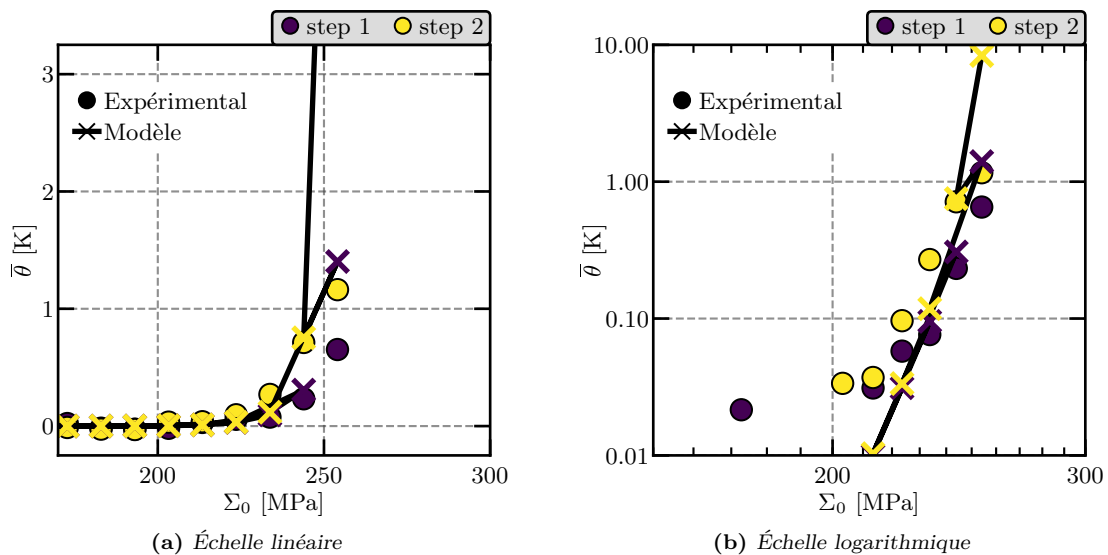 step 1 step 2
3
2
1
0
Expérimental
Modèle
θ̅ [K]
200 250 300
Σ₀ [MPa]
(a) Échelle linéaire
step 1 step 2
10.00
1.00
0.10
0.01
Expérimental
Modèle
θ̅ [K]
200 300
Σ₀ [MPa]
(b) Échelle logarithmique